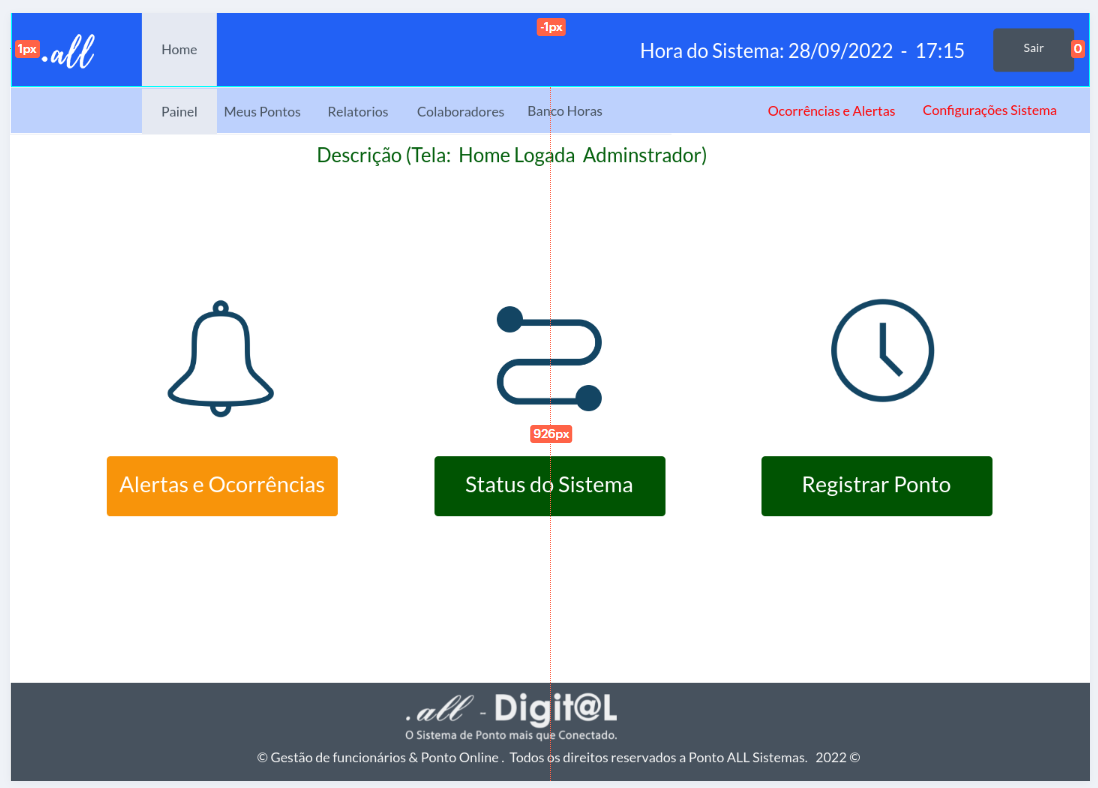 1px
.all
Home
-1px
Hora do Sistema: 28/09/2022 - 17:15
Sair
0
Painel
Meus Pontos
Relatorios
Colaboradores
Banco Horas
Ocorrências e Alertas
Configurações Sistema
Descrição (Tela: Home Logada Adminstrador)
926px
Alertas e Ocorrências
Status do Sistema
Registrar Ponto
.all - Digit@L
O Sistema de Ponto mais que Conectado.
© Gestão de funcionários & Ponto Online . Todos os direitos reservados a Ponto ALL Sistemas. 2022 ©